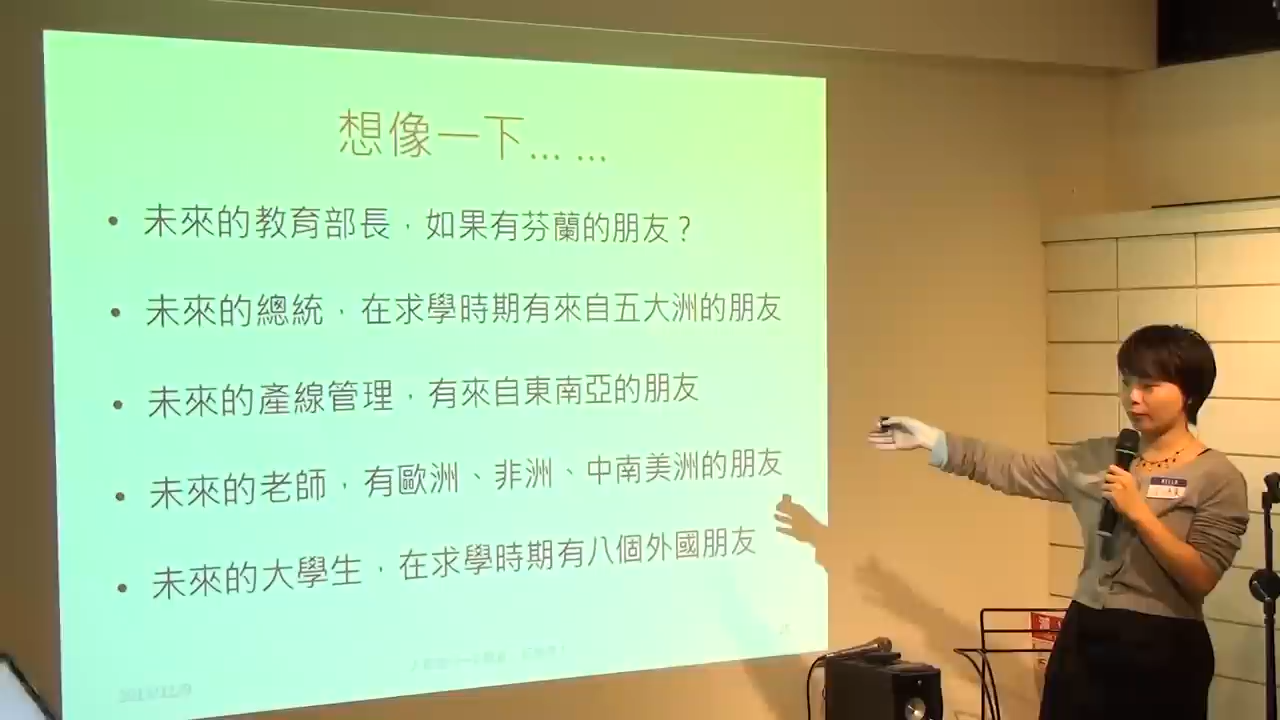 想像一下... ...
• 未來的教育部長，如果有芬蘭的朋友？
• 未來的總統，在求學時期有來自五大洲的朋友
• 未來的產線管理，有來自東南亞的朋友
• 未來的老師，有歐洲、非洲、中南美洲的朋友
• 未來的大學生，在求學時期有八個外國朋友
HELLO